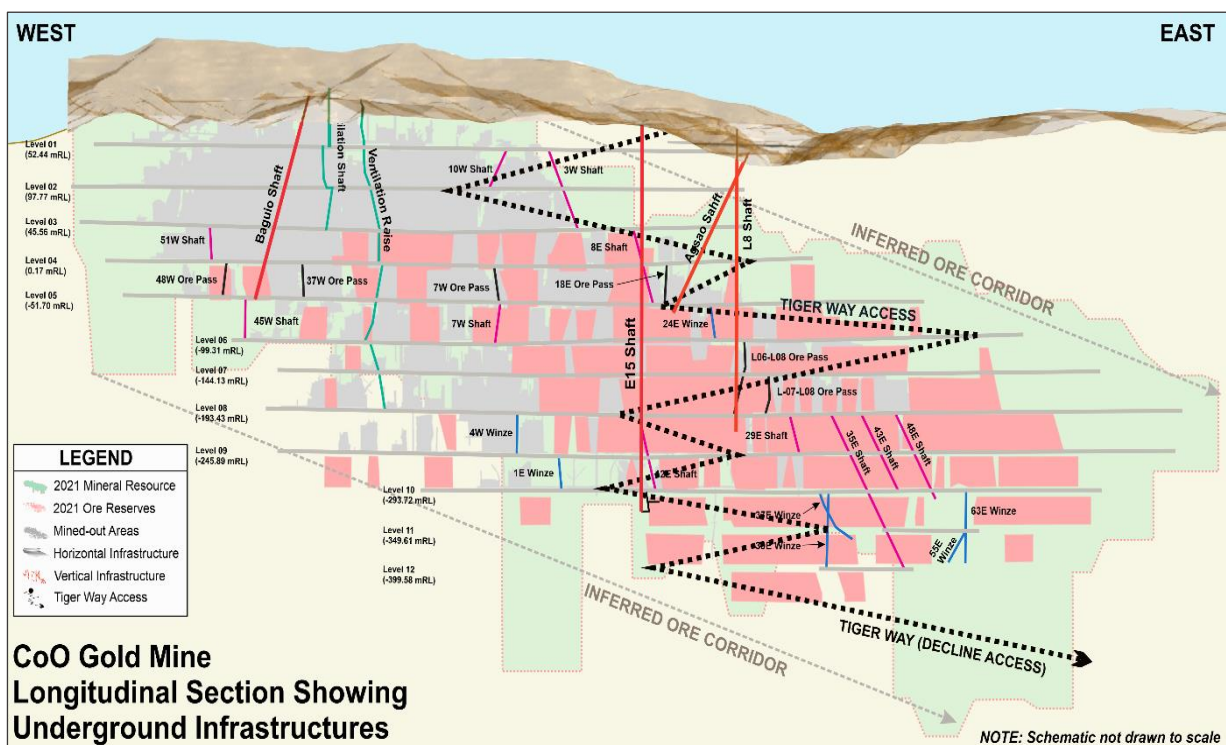 WEST
EAST
Level 01
(52.44 mRL)
Level 02
(97.77 mRL)
Level 03
(45.56 mRL)
Level 04
(0.17 mRL)
Level 05
(-51.70 mRL)
Level 06
(-99.31 mRL)
Level 07
(-144.13 mRL)
Level 08
(-193.43 mRL)
Level 09
(-245.89 mRL)
Level 10
(-293.72 mRL)
Level 11
(-349.61 mRL)
Level 12
(-399.58 mRL)
Baguio Shaft
ilation Shaft
Ventilation Raise
10W Shaft
3W Shaft
51W Shaft
8E Shaft
Agsao Sahft
L8 Shaft
48W Ore Pass
37W Ore Pass
7W Ore Pass
18E Ore Pass
45W Shaft
7W Shaft
E15 Shaft
24E Winze
TIGER WAY ACCESS
INFERRED ORE CORRIDOR
L06-L08 Ore Pass
L-07-L08 Ore Pass
4W Winze
29E Shaft
35E Shaft
43E Shaft
48E Shaft
1E Winze
Shaft
Winze
63E Winze
Winze
55E
Winze
INFERRED ORE CORRIDOR
TIGER WAY (DECLINE ACCESS)
LEGEND
2021 Mineral Resource
2021 Ore Reserves
Mined-out Areas
Horizontal Infrastructure
Vertical Infrastructure
Tiger Way Access
CoO Gold Mine
Longitudinal Section Showing
Underground Infrastructures
NOTE: Schematic not drawn to scale